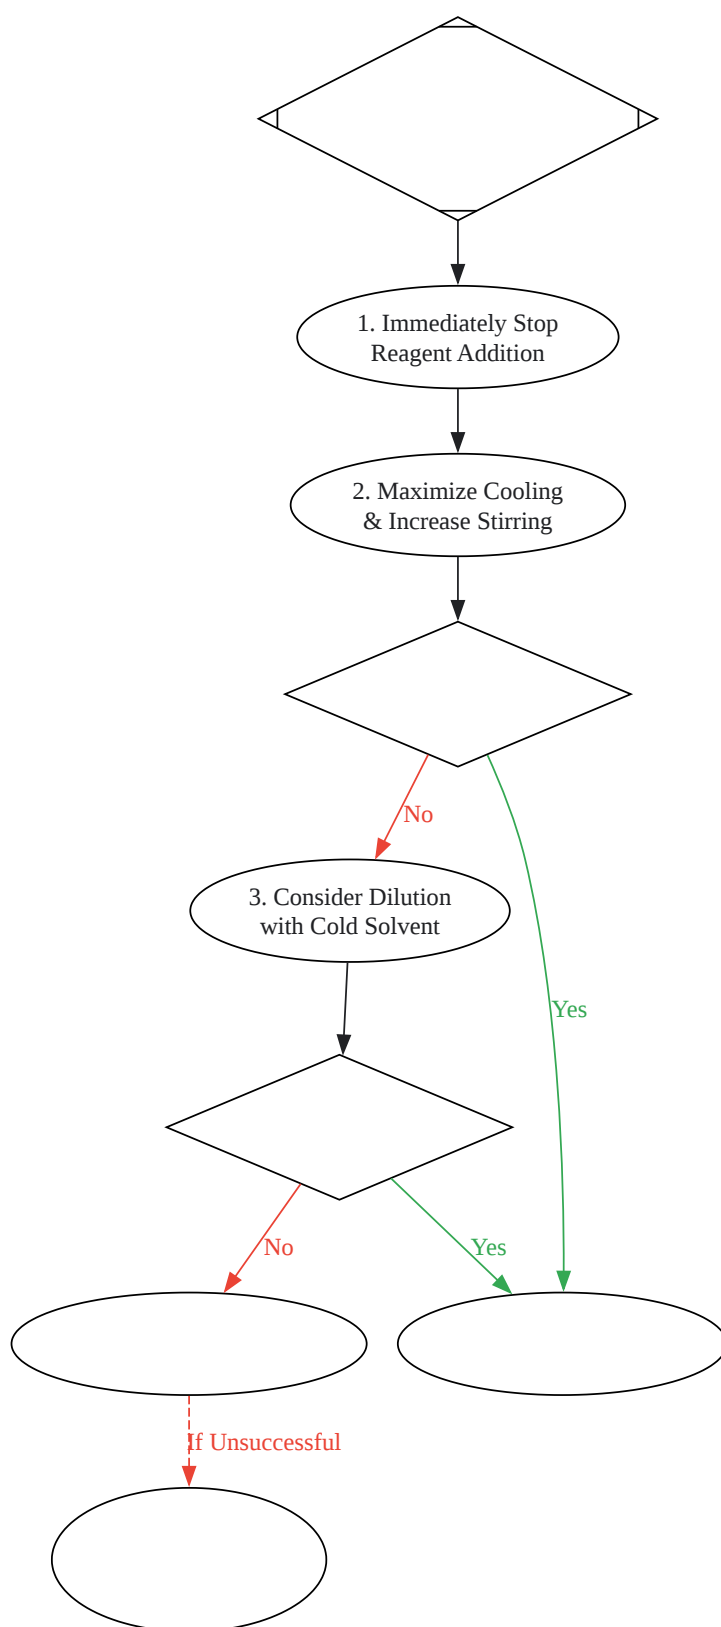 1. Immediately Stop
Reagent Addition
2. Maximize Cooling
& Increase Stirring
No
3. Consider Dilution
with Cold Solvent
Yes
No
Yes
If Unsuccessful